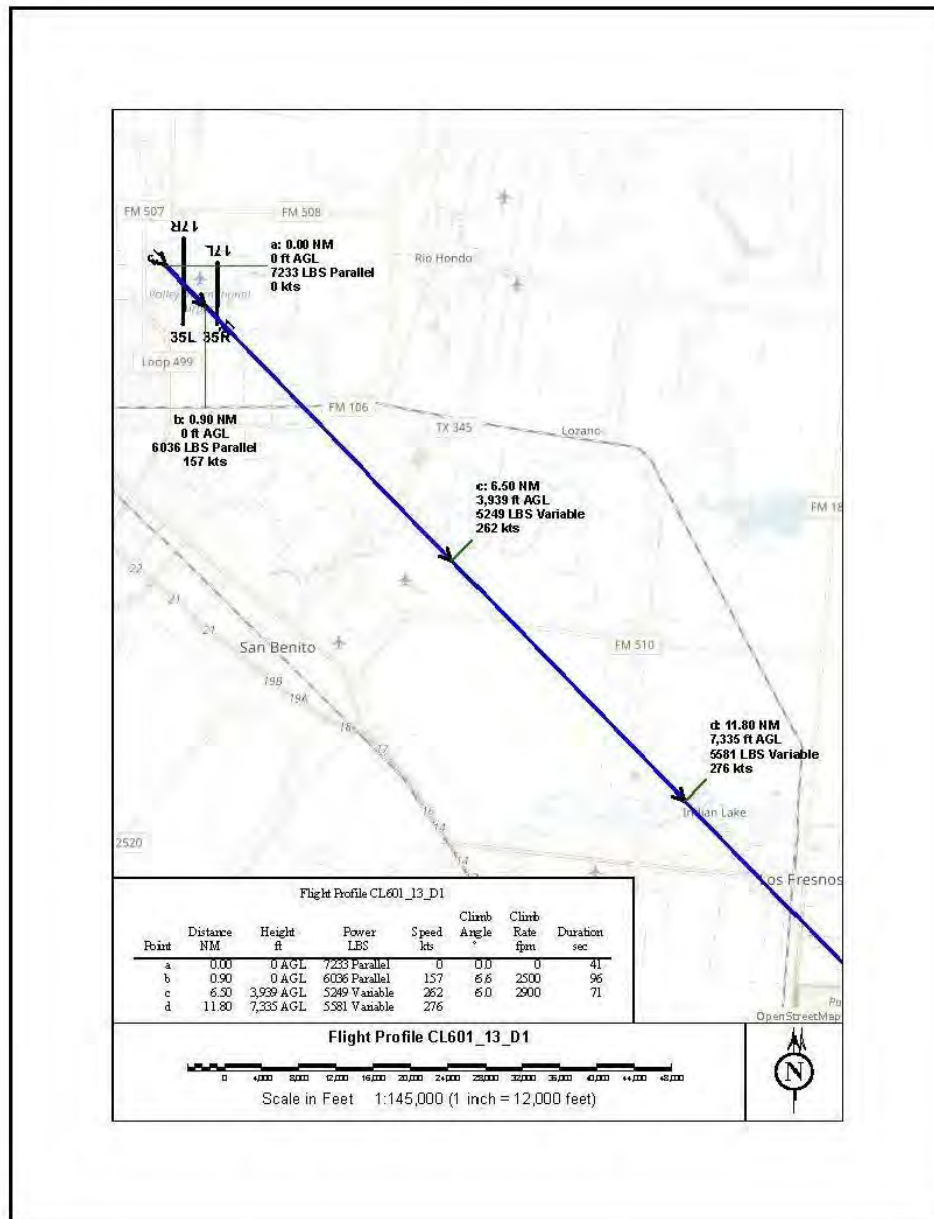 FM 507
FM 508
17R
17L
a: 0.00 NM
0 ft AGL
7233 LBS Parallel
0 kts
Rio Hondo
35L 35R
Loop 499
FM 106
b: 0.90 NM
0 ft AGL
6036 LBS Parallel
157 kts
TX 345
Lozano
c: 6.50 NM
3,939 ft AGL
5249 LBS Variable
262 kts
FM 18
22
21
21
San Benito
FM 510
19B
19A
18
17
d: 11.80 NM
7,335 ft AGL
5581 LBS Variable
276 kts
16
14
Indian Lake
2520
Los Fresnos
Flight Profile CL601_13_D1
Point Distance NM Height ft Power LBS Speed kts Climb Angle ° Climb Rate fpm Duration sec
a 0.00 0 AGL 7233 Parallel 0 0.0 0 41
b 0.90 0 AGL 6036 Parallel 157 6.6 2500 96
c 6.50 3,939 AGL 5249 Variable 262 6.0 2900 71
d 11.80 7,335 AGL 5581 Variable 276
OpenStreetMap
Flight Profile CL601_13_D1
0 4,000 8,000 12,000 16,000 20,000 24,000 28,000 32,000 36,000 40,000 44,000 48,000
Scale in Feet 1:145,000 (1 inch = 12,000 feet)
N